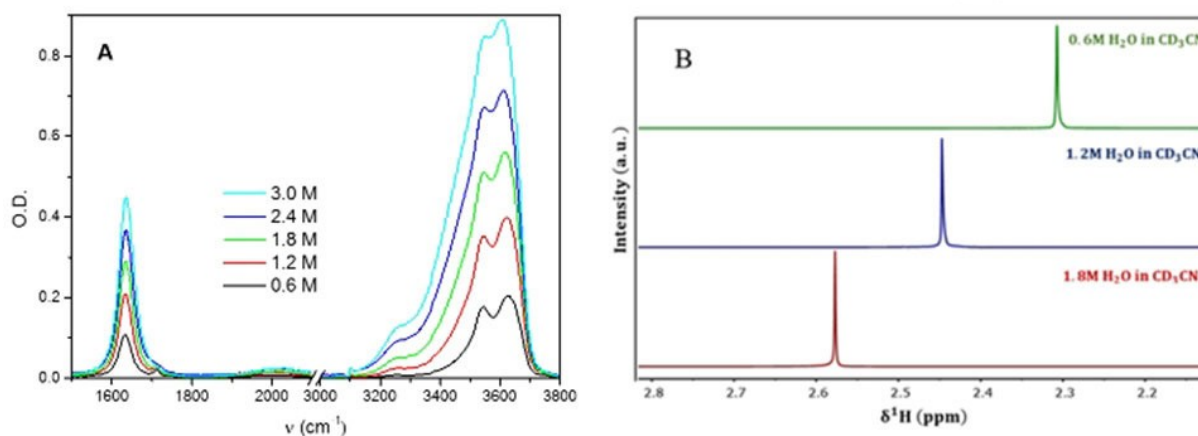 A
O.D.
0.8
0.6
0.4
0.2
0.0
3.0 M
2.4 M
1.8 M
1.2 M
0.6 M
1600 1800 2000 3200 3400 3600 3800
ν (cm⁻¹)
B
Intensity (a.u.)
0.6M H₂O in CD₃CN
1.2M H₂O in CD₃CN
1.8M H₂O in CD₃CN
2.8 2.7 2.6 2.5 2.4 2.3 2.2
δ¹H (ppm)